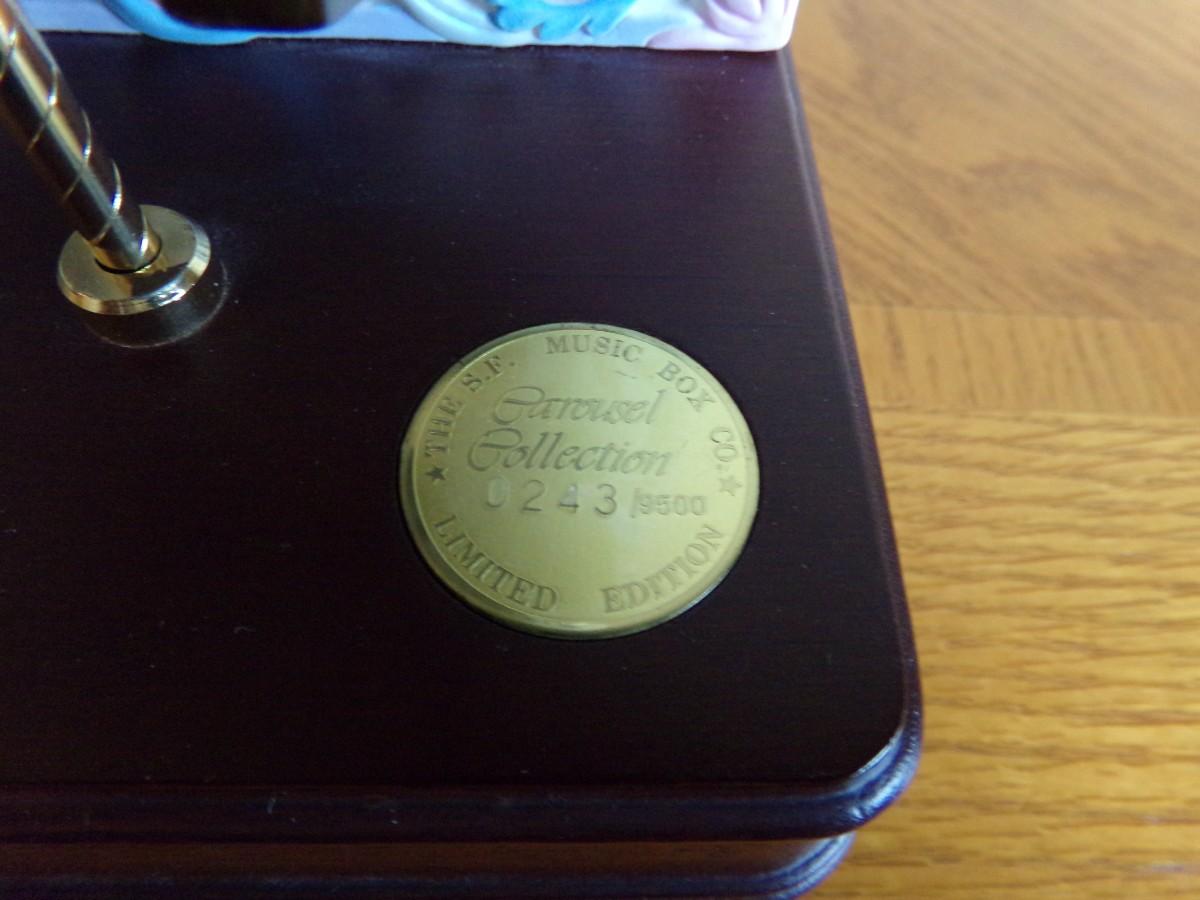 ★ THE S.F. MUSIC BOX CO. ★
Carousel
Collection
0243/9500
LIMITED EDITION